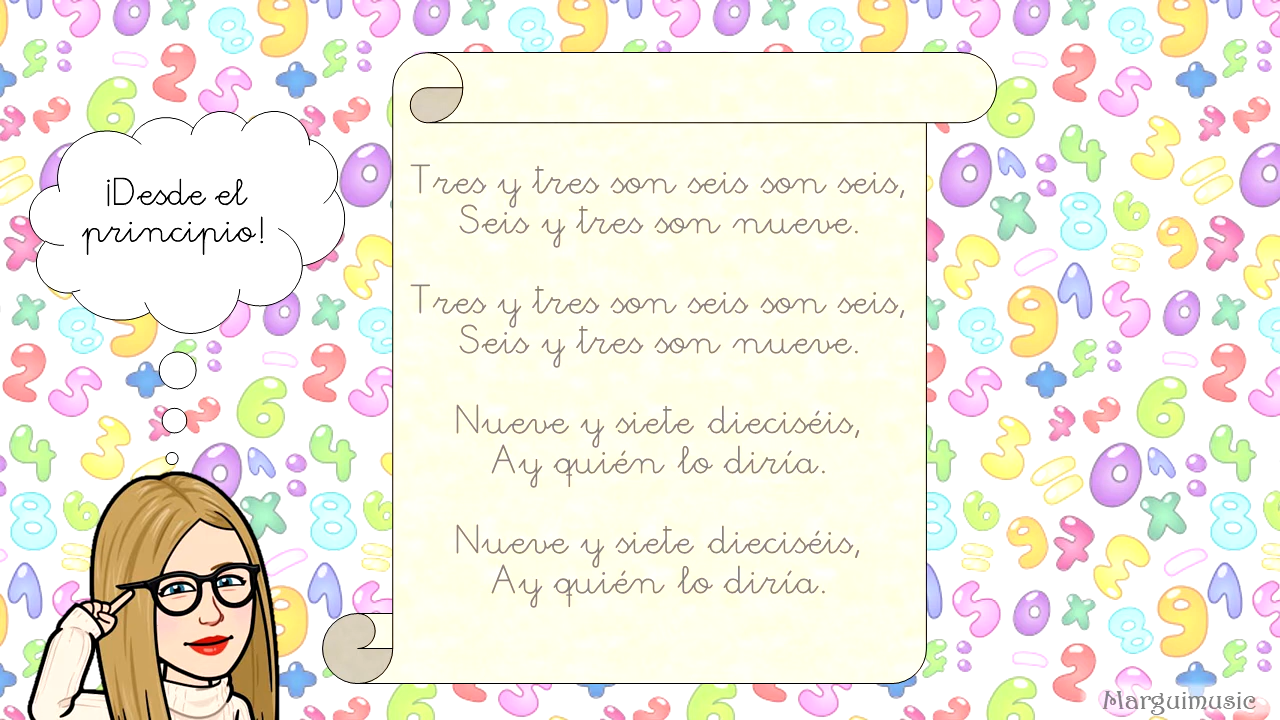 ¡Desde el
principio!
Tres y tres son seis son seis,
Seis y tres son nueve.
Tres y tres son seis son seis,
Seis y tres son nueve.
Nueve y siete dieciséis,
Ay quién lo diría.
Nueve y siete dieciséis,
Ay quién lo diría.
Marguimusic